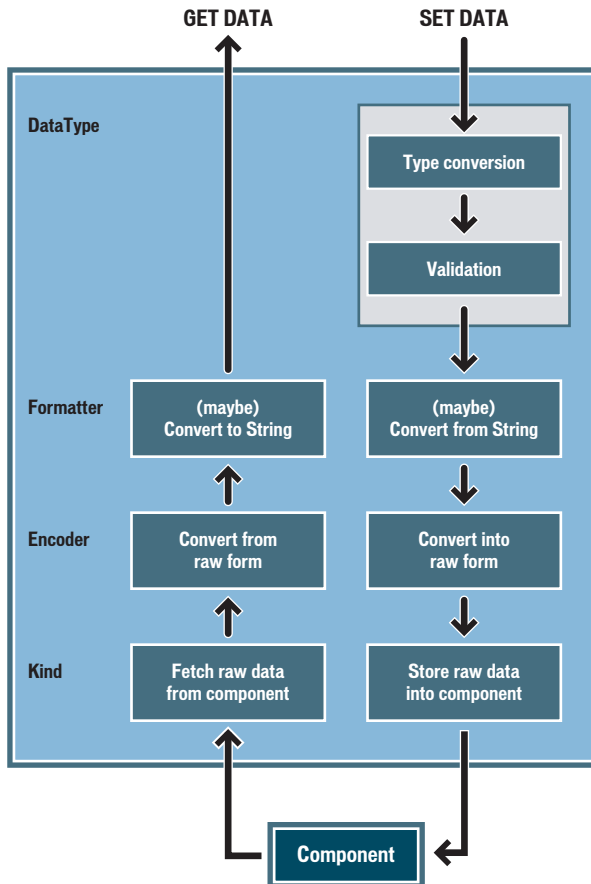 GET DATA
SET DATA
DataType
Type conversion
Validation
Formatter
(maybe)
Convert to String
(maybe)
Convert from String
Encoder
Convert from
raw form
Convert into
raw form
Kind
Fetch raw data
from component
Store raw data
into component
Component